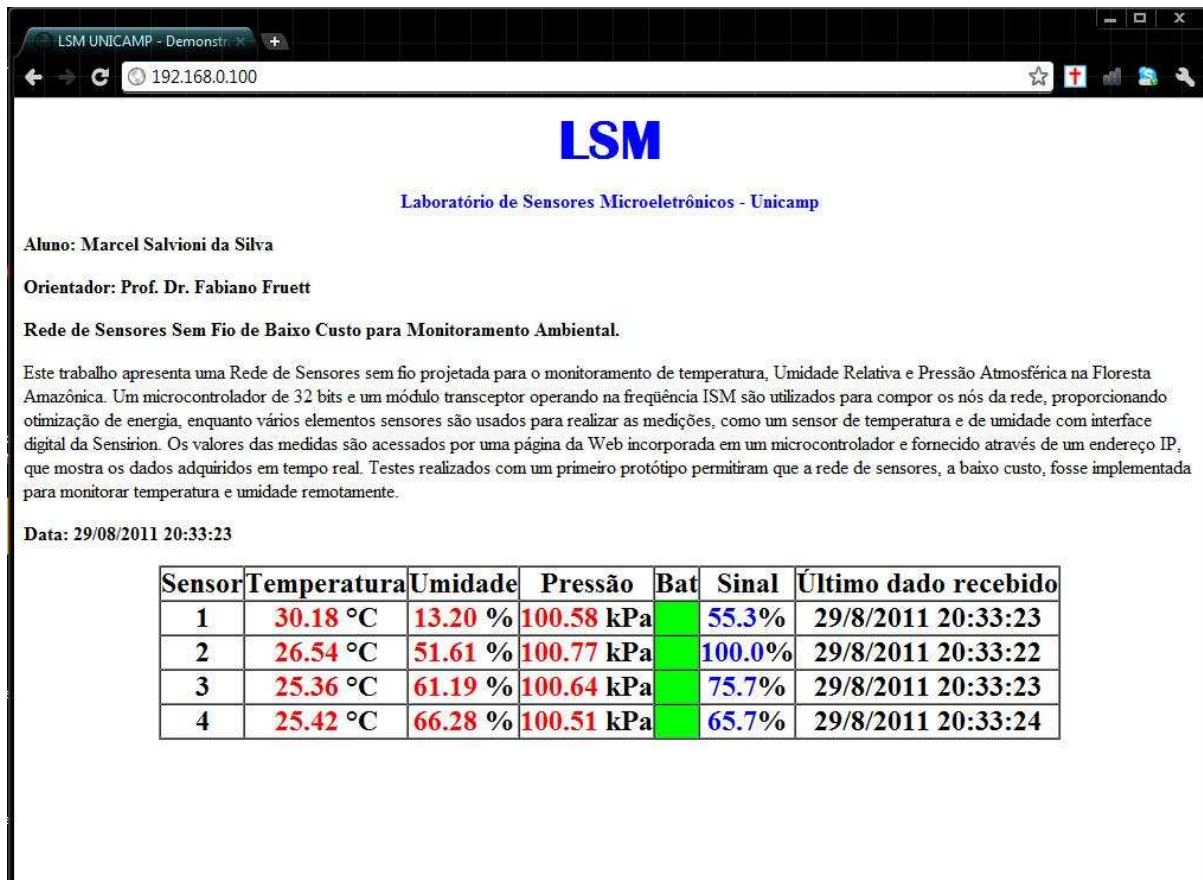 LSM UNICAMP - Demonstr
192.168.0.100
LSM
Laboratório de Sensores Microeletrônicos - Unicamp
Aluno: Marcel Salvioni da Silva
Orientador: Prof. Dr. Fabiano Fruett
Rede de Sensores Sem Fio de Baixo Custo para Monitoramento Ambiental.
Este trabalho apresenta uma Rede de Sensores sem fio projetada para o monitoramento de temperatura, Umidade Relativa e Pressão Atmosférica na Floresta
Amazônica. Um microcontrolador de 32 bits e um módulo transceptor operando na freqüência ISM são utilizados para compor os nós da rede, proporcionando
otimização de energia, enquanto vários elementos sensores são usados para realizar as medições, como um sensor de temperatura e de umidade com interface
digital da Sensirion. Os valores das medidas são acessados por uma página da Web incorporada em um microcontrolador e fornecido através de um endereço IP,
que mostra os dados adquiridos em tempo real. Testes realizados com um primeiro protótipo permitiram que a rede de sensores, a baixo custo, fosse implementada
para monitorar temperatura e umidade remotamente.
Data: 29/08/2011 20:33:23
Sensor Temperatura Umidade Pressão Bat Sinal Último dado recebido
1 30.18 °C 13.20 % 100.58 kPa 55.3% 29/8/2011 20:33:23
2 26.54 °C 51.61 % 100.77 kPa 100.0% 29/8/2011 20:33:22
3 25.36 °C 61.19 % 100.64 kPa 75.7% 29/8/2011 20:33:23
4 25.42 °C 66.28 % 100.51 kPa 65.7% 29/8/2011 20:33:24